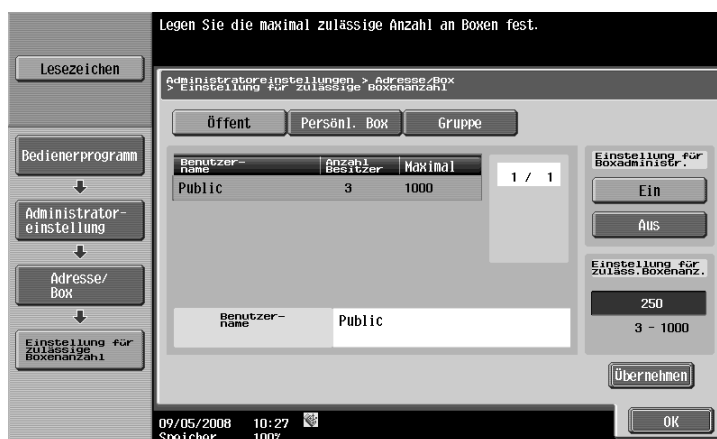 Legen Sie die maximal zulässige Anzahl an Boxen fest.
Lesezeichen
Bedienerprogramm
Administrator-
einstellung
Adresse/
Box
Einstellung für
zulässige
Boxenanzahl
Administratoreinstellungen > Adresse/Box
> Einstellung für zulässige Boxenanzahl
Öffent Persönl. Box Gruppe
Benutzer-
name
Anzahl
Besitzer
Maximal
Public 3 1000
1 / 1
Benutzer-
name
Public
Einstellung für
Boxadministr.
Ein
Aus
Einstellung für
zuläss.Boxenanz.
250
3 - 1000
Übernehmen
09/05/2008 10:27
Speicher 100%
OK